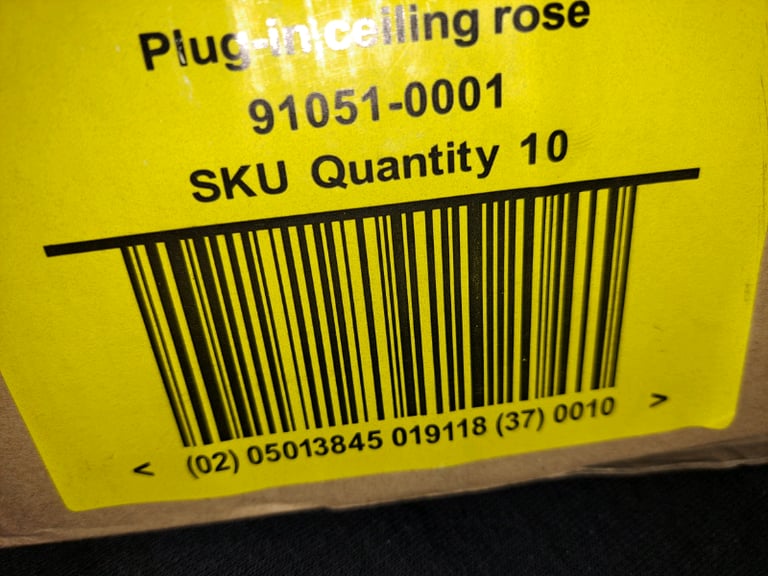 Plug-in ceiling rose
91051-0001
SKU Quantity 10
< (02) 05013845 019118 (37) 0010 >